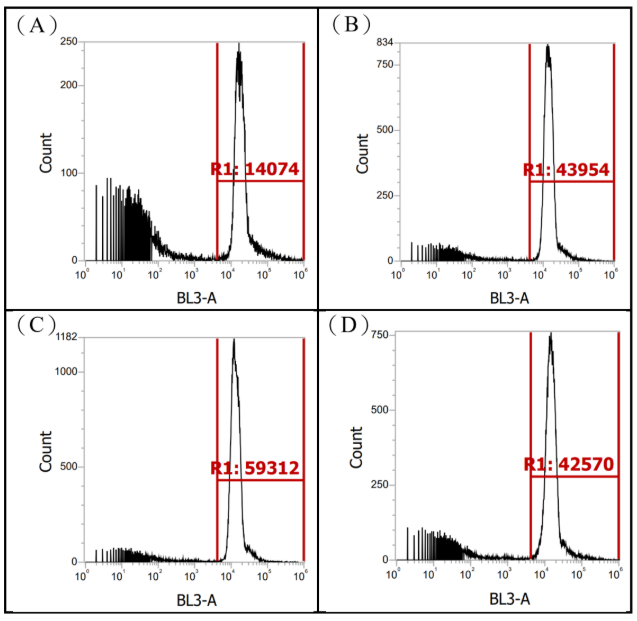 (A)
250
200
100
0
Count
R1: 14074
10⁰ 10¹ 10² 10³ 10⁴ 10⁵ 10⁶
BL3-A
(B)
834
750
500
250
0
Count
R1: 43954
10⁰ 10¹ 10² 10³ 10⁴ 10⁵ 10⁶
BL3-A
(C)
1182
1000
500
0
Count
R1: 59312
10⁰ 10¹ 10² 10³ 10⁴ 10⁵ 10⁶
BL3-A
(D)
750
500
250
0
Count
R1: 42570
10⁰ 10¹ 10² 10³ 10⁴ 10⁵ 10⁶
BL3-A